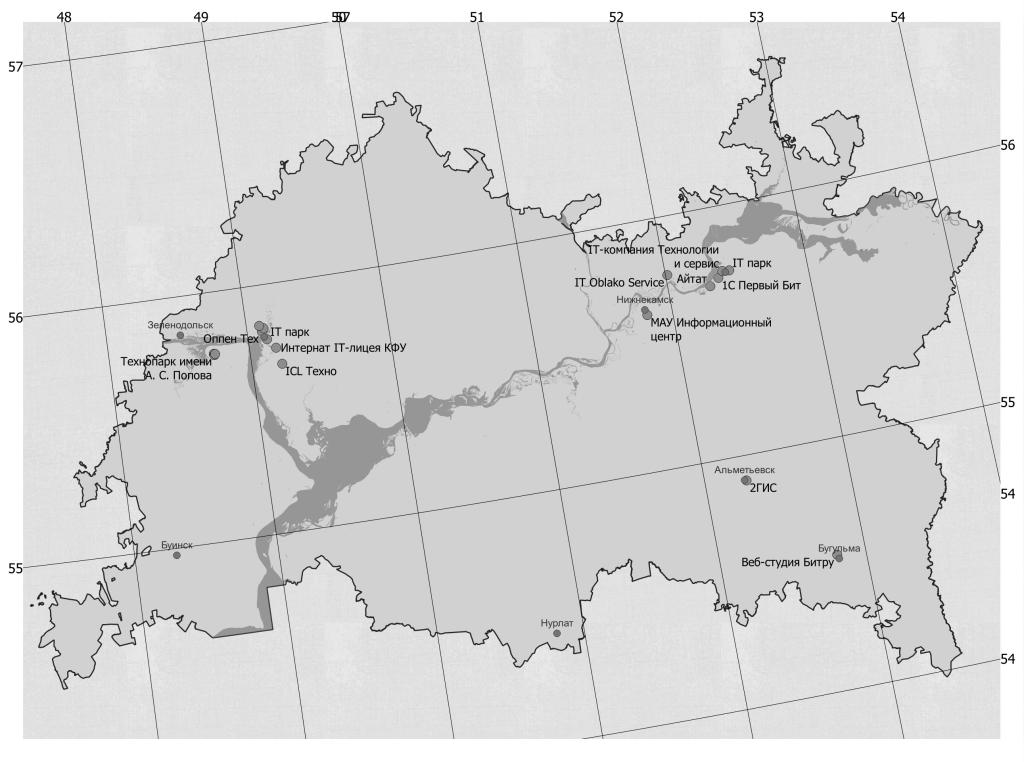 48
49
50
57
51
52
53
54
57
56
IT-компания Технологии
и сервис
IT парк
IT Oblako Service
Айтат
1С Первый Бит
Нижнекамск
МАУ Информационный
центр
56
Зеленодольск
IT парк
Оппен Тех
Интернат IT-лицея КФУ
Технопарк имени
А. С. Попова
ICL Техно
55
Альметьевск
2ГИС
54
Буинск
Бугульма
Веб-студия Битру
55
Нурлат
54